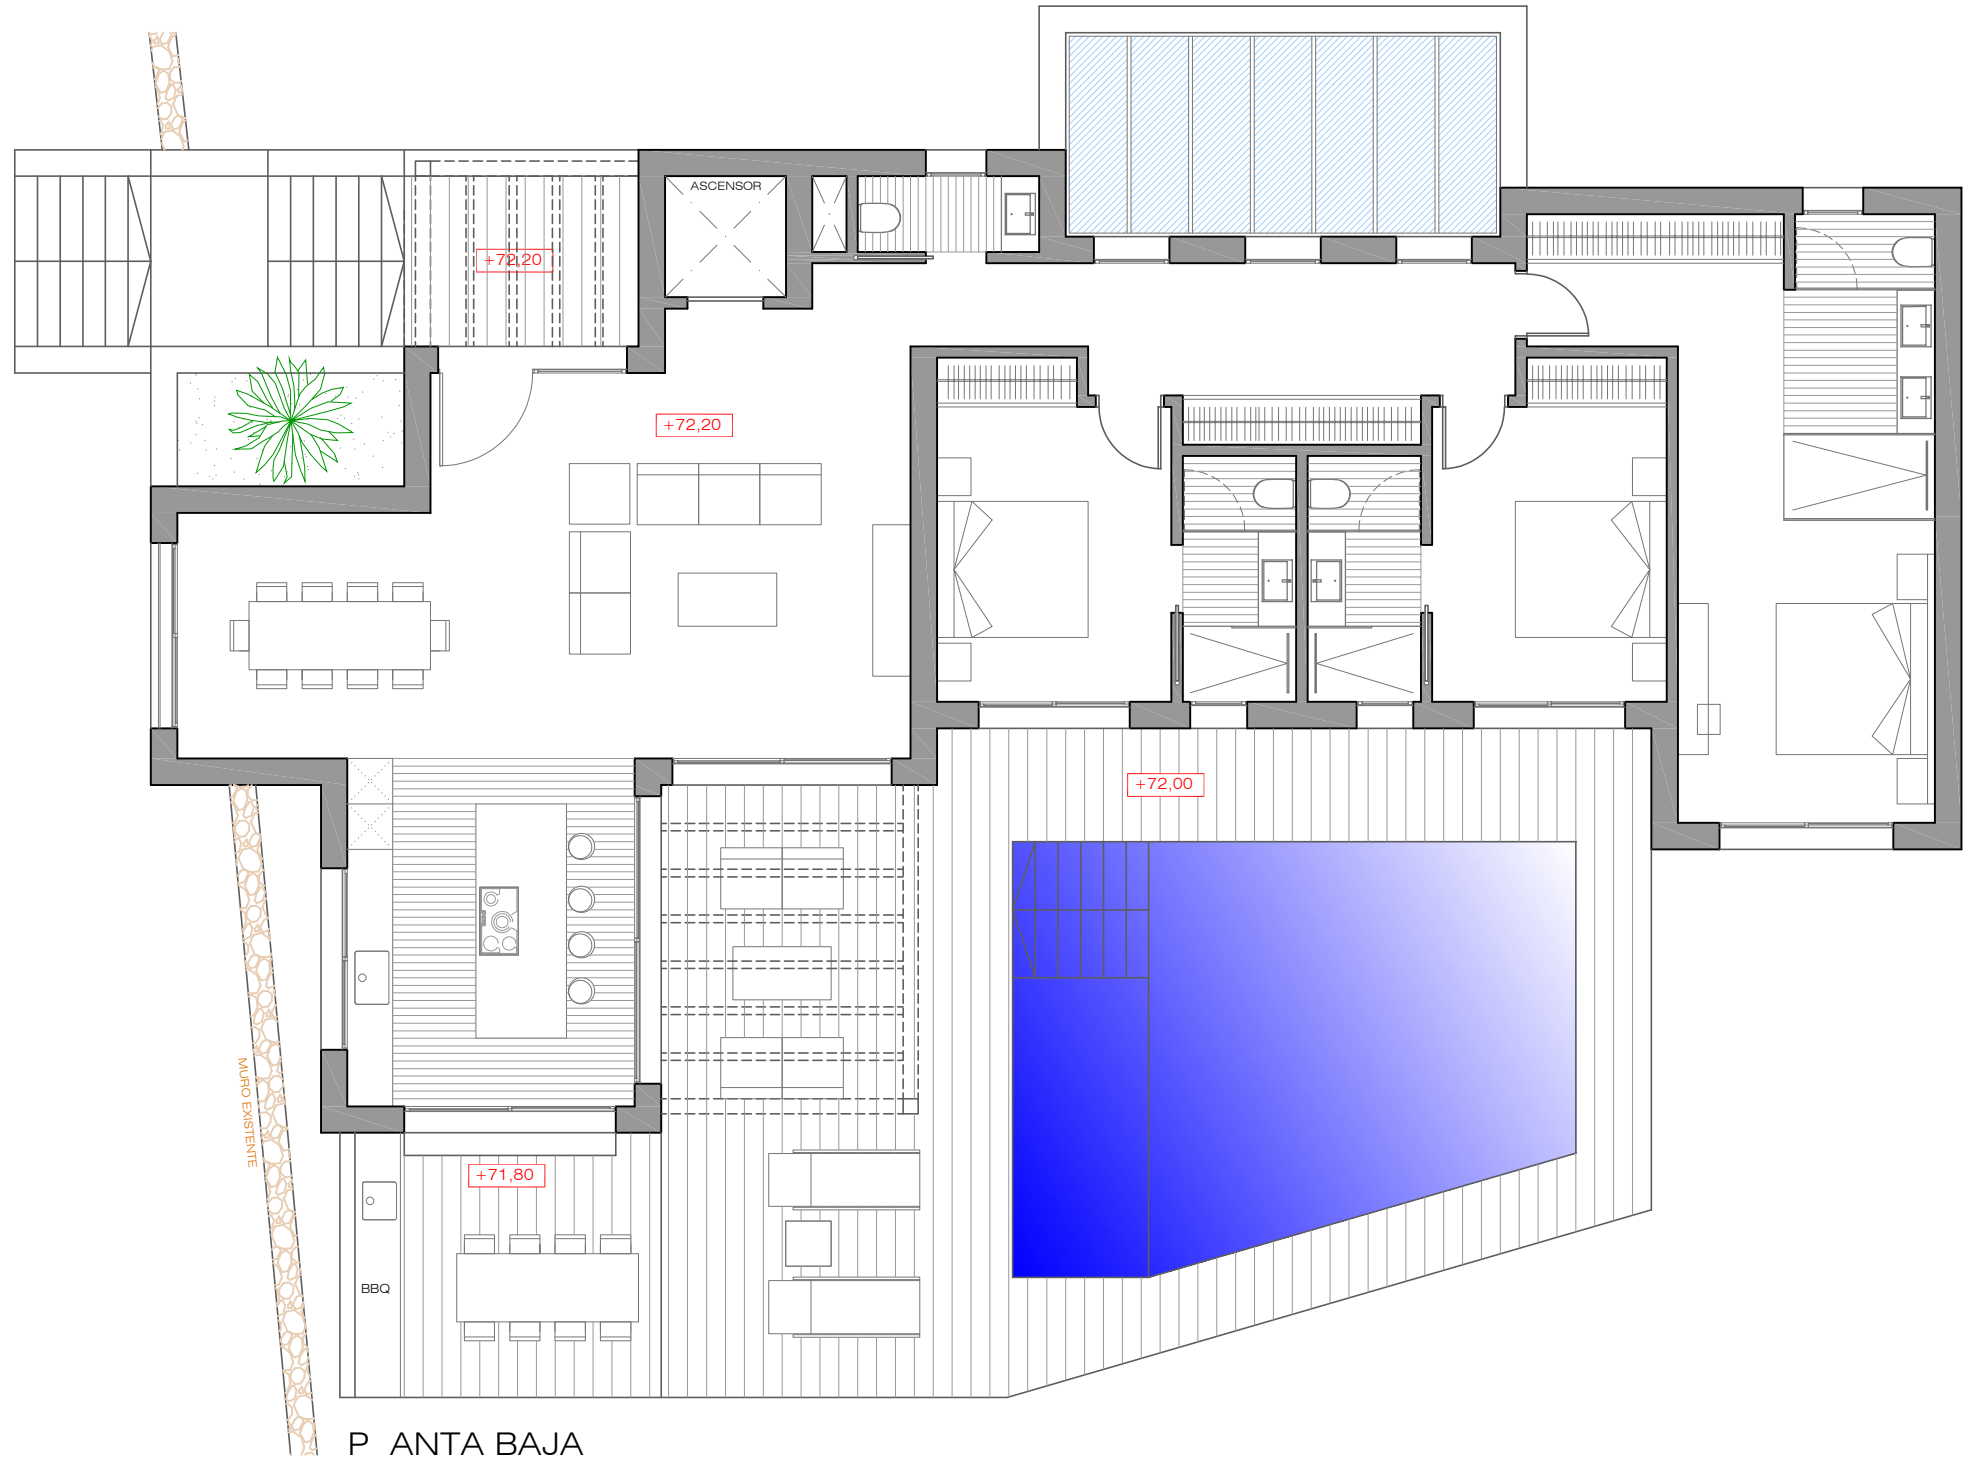 ASCENSOR
+72,20
+72,20
+72,00
MURO EXISTENTE
+71,80
BBQ
P ANTA BAJA